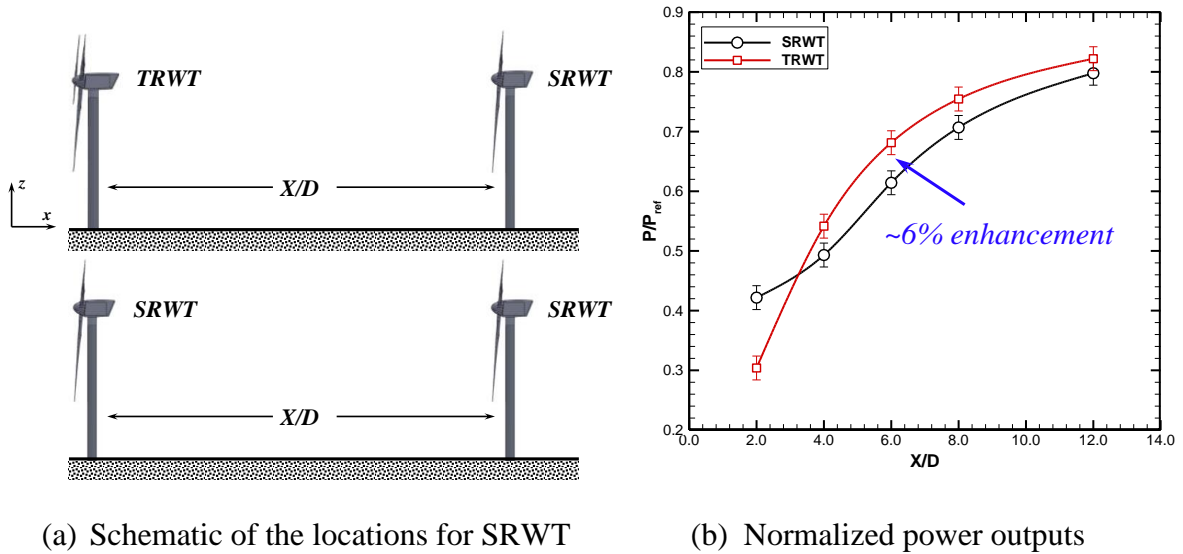 TRWT
SRWT
X/D
z
x
SRWT
SRWT
X/D
(a) Schematic of the locations for SRWT
0.9
0.8
0.7
0.6
0.5
0.4
0.3
0.2
P/Pref
SRWT
TRWT
~6% enhancement
0.0 2.0 4.0 6.0 8.0 10.0 12.0 14.0
X/D
(b) Normalized power outputs